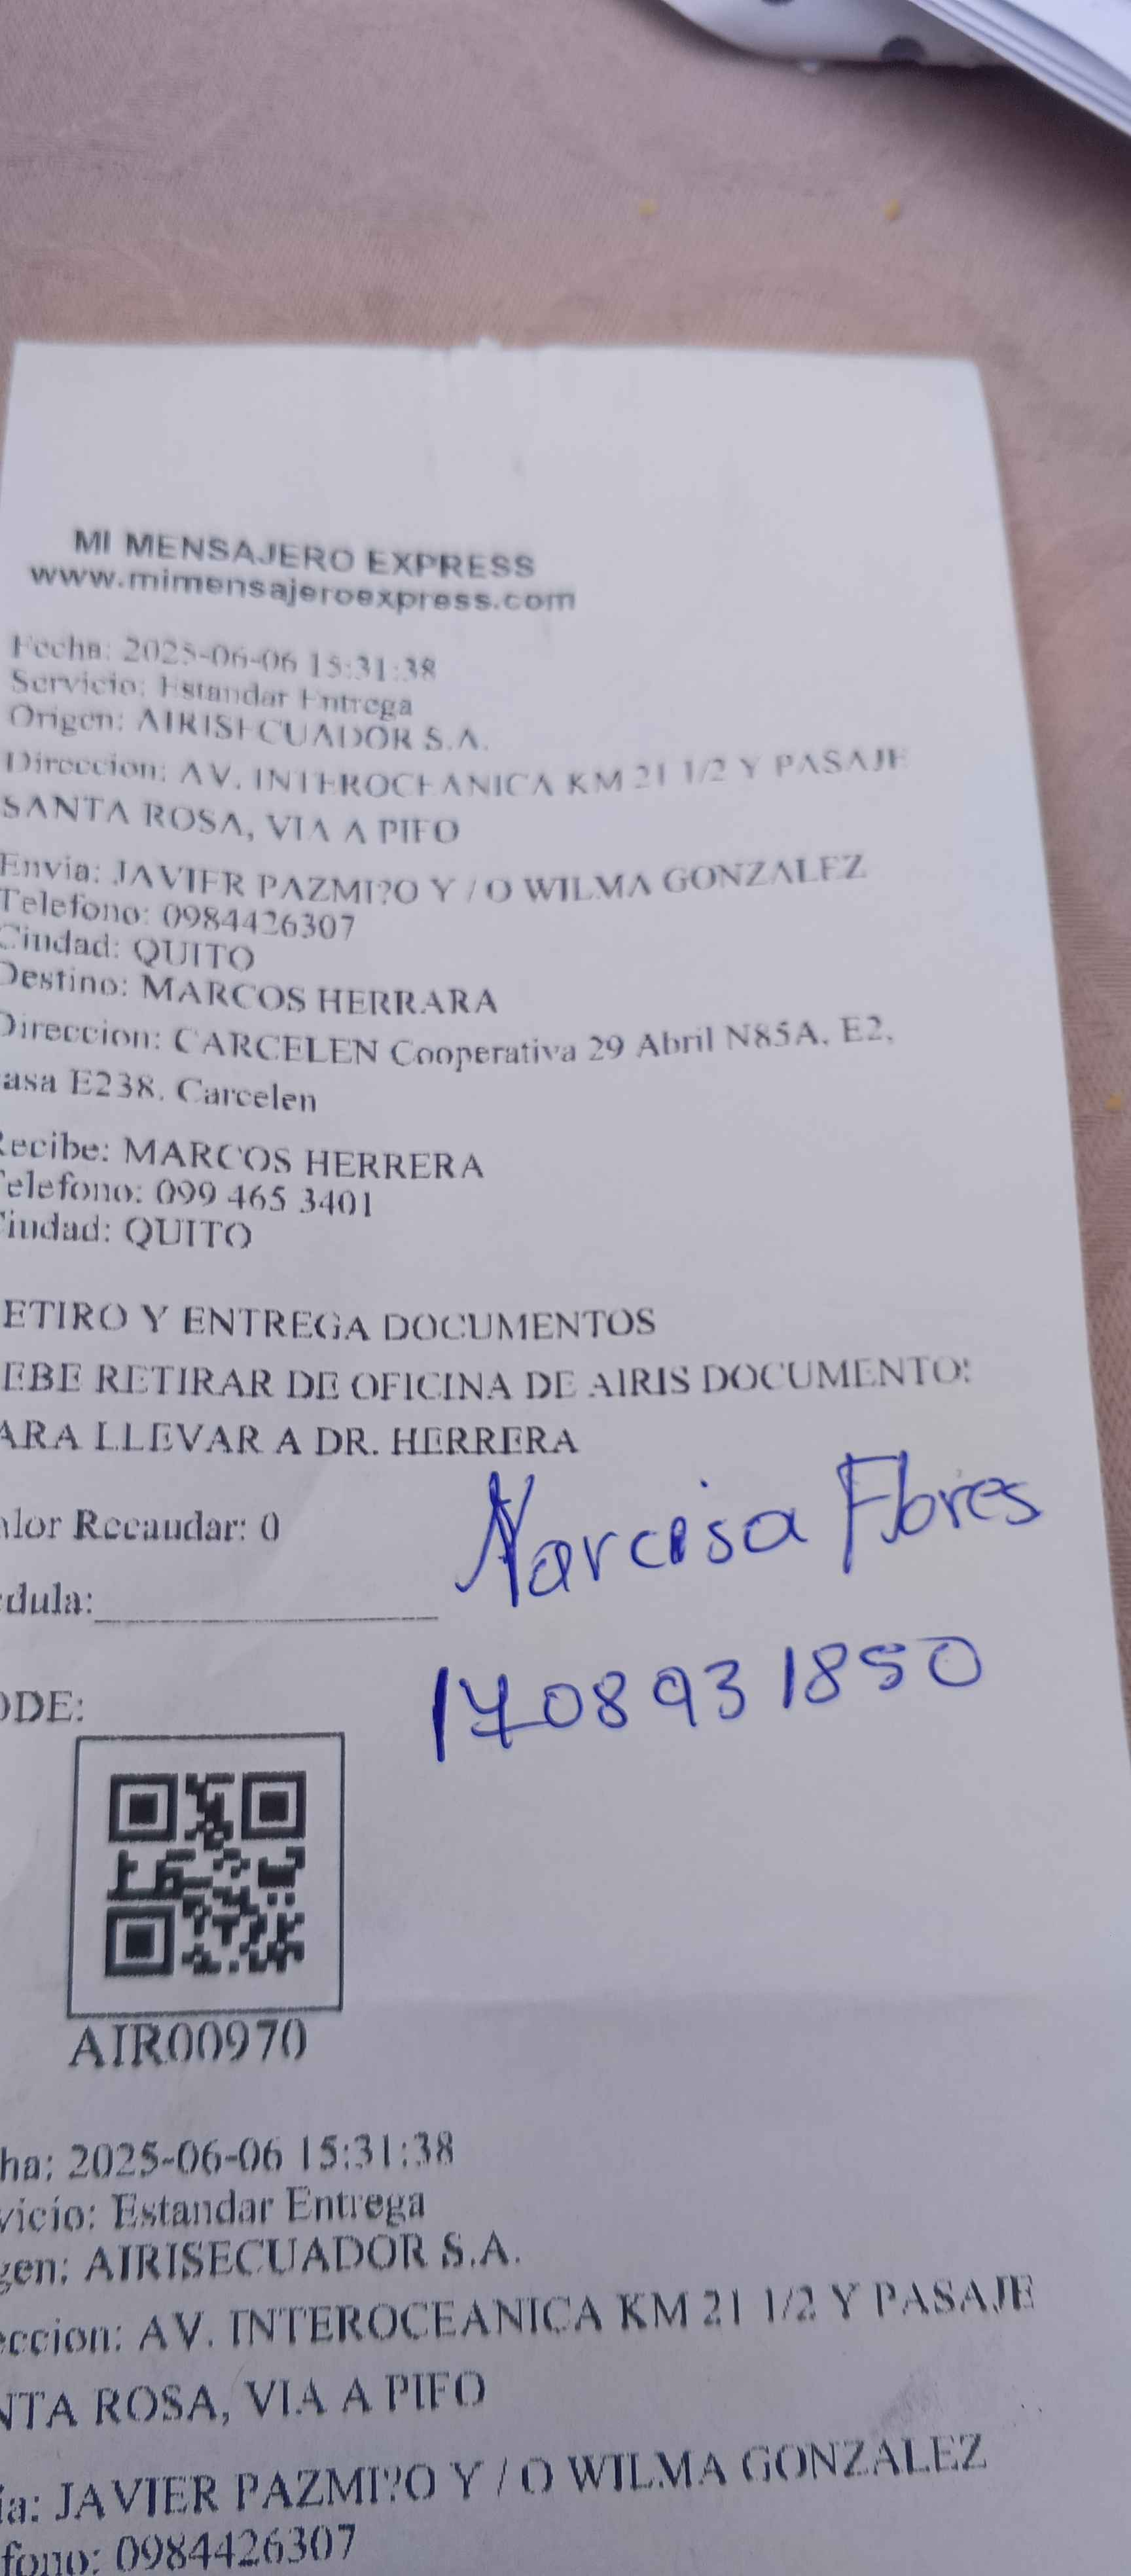 MI MENSAJERO EXPRESS
www.mimensajeroexpress.com
Fecha: 2025-06-06 15:31:38
Servicio: Estandar Entrega
Origen: AIRISECUADOR S.A.
Direccion: AV. INTEROCEANICA KM 21 1/2 Y PASAJE
SANTA ROSA, VIA A PIFO
Envia: JAVIER PAZMI?O Y / O WILMA GONZALEZ
Telefono: 0984426307
Ciudad: QUITO
Destino: MARCOS HERRARA
Direccion: CARCELEN Cooperativa 29 Abril N85A, E2,
asa E238. Carcelen
Recibe: MARCOS HERRERA
Telefono: 099 465 3401
Ciudad: QUITO
ETIRO Y ENTREGA DOCUMENTOS
EBE RETIRAR DE OFICINA DE AIRIS DOCUMENTOS
ARA LLEVAR A DR. HERRERA
Narcisa Flores
alor Recaudar: 0
dula:
1708931850
ODE:
AIR00970
ha: 2025-06-06 15:31:38
vicio: Estandar Entrega
gen: AIRISECUADOR S.A.
eccion: AV. INTEROCEANICA KM 21 1/2 Y PASAJE
NTA ROSA, VIA A PIFO
ia: JAVIER PAZMI?O Y / O WILMA GONZALEZ
fono: 0984426307